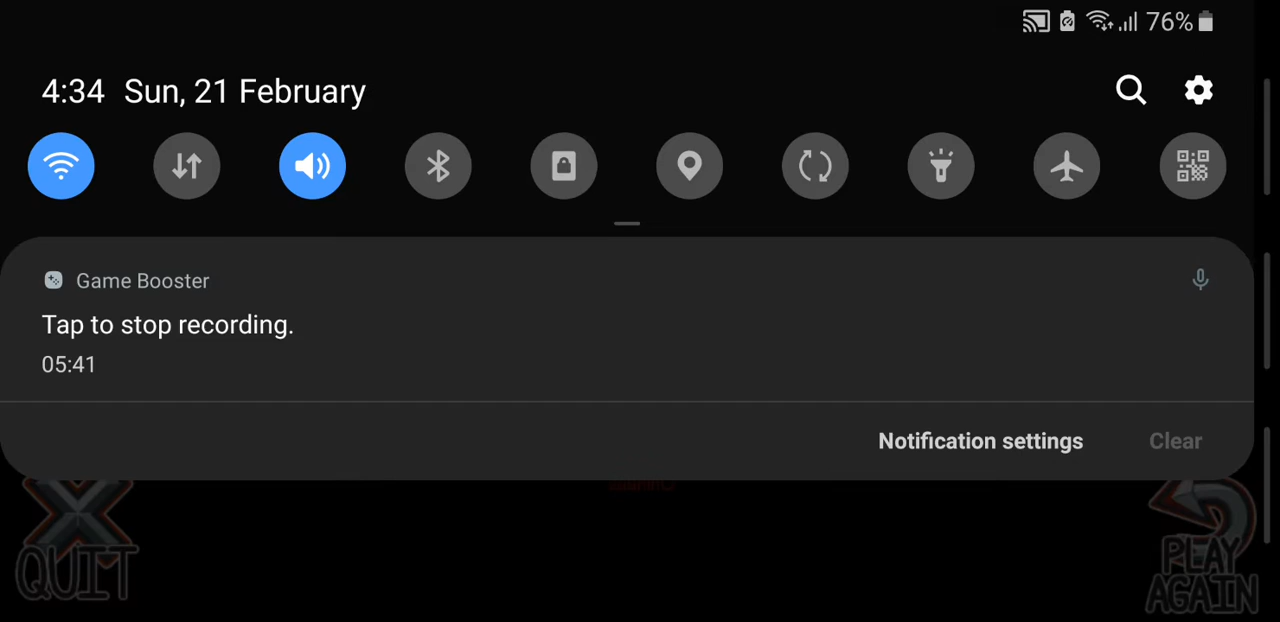 76%
4:34 Sun, 21 February
Game Booster
Tap to stop recording.
05:41
Notification settings Clear
QUIT
PLAY
AGAIN